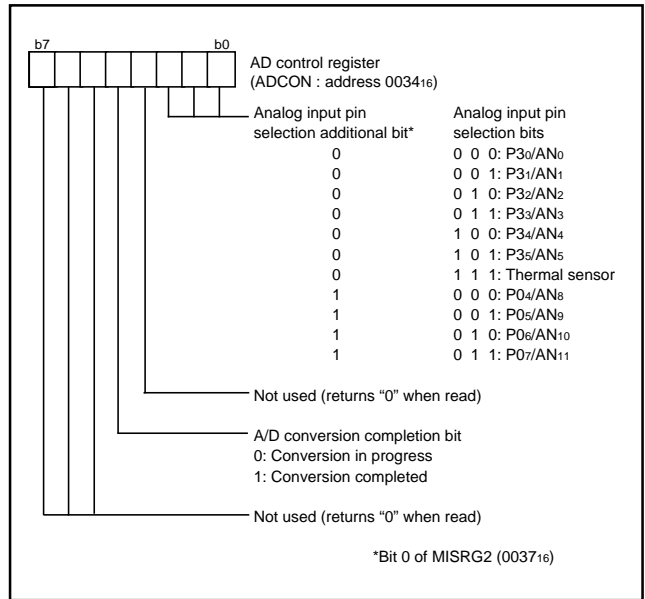 b7 b0
AD control register
(ADCON : address 003416)
Analog input pin Analog input pin
selection additional bit* selection bits
0 0 0 0: P30/AN0
0 0 0 1: P31/AN1
0 0 1 0: P32/AN2
0 0 1 1: P33/AN3
0 1 0 0: P34/AN4
0 1 0 1: P35/AN5
0 1 1 1: Thermal sensor
1 0 0 0: P04/AN8
1 0 0 1: P05/AN9
1 0 1 0: P06/AN10
1 0 1 1: P07/AN11
Not used (returns “0” when read)
A/D conversion completion bit
0: Conversion in progress
1: Conversion completed
Not used (returns “0” when read)
*Bit 0 of MISRG2 (003716)